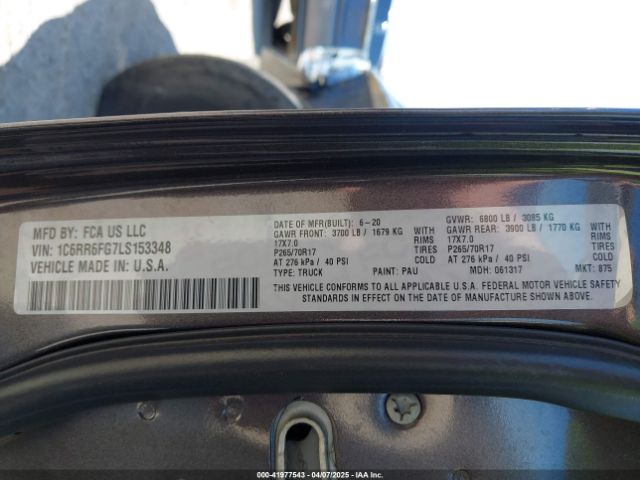 MFD BY: FCA US LLC
VIN: 1C6RR6FG7LS153348
VEHICLE MADE IN U.S.A.
DATE OF MFR(BUILT): 6-20
GAWR FRONT: 3700 LB / 1679 KG
17X7.0 RIMS
P265/70R17 TIRES
AT 276 kPa / 40 PSI COLD
TYPE: TRUCK PAINT: PAU
GVWR: 6800 LB / 3085 KG
GAWR REAR: 3900 LB / 1770 KG
17X7.0 RIMS
P265/70R17 TIRES
AT 276 kPa / 40 PSI COLD
MDH: 061317 MKT: 875
THIS VEHICLE CONFORMS TO ALL APPLICABLE U.S.A. FEDERAL MOTOR VEHICLE SAFETY
STANDARDS IN EFFECT ON THE DATE OF MANUFACTURE SHOWN ABOVE.
000-41977543 - 04/07/2025 - IAAI.com